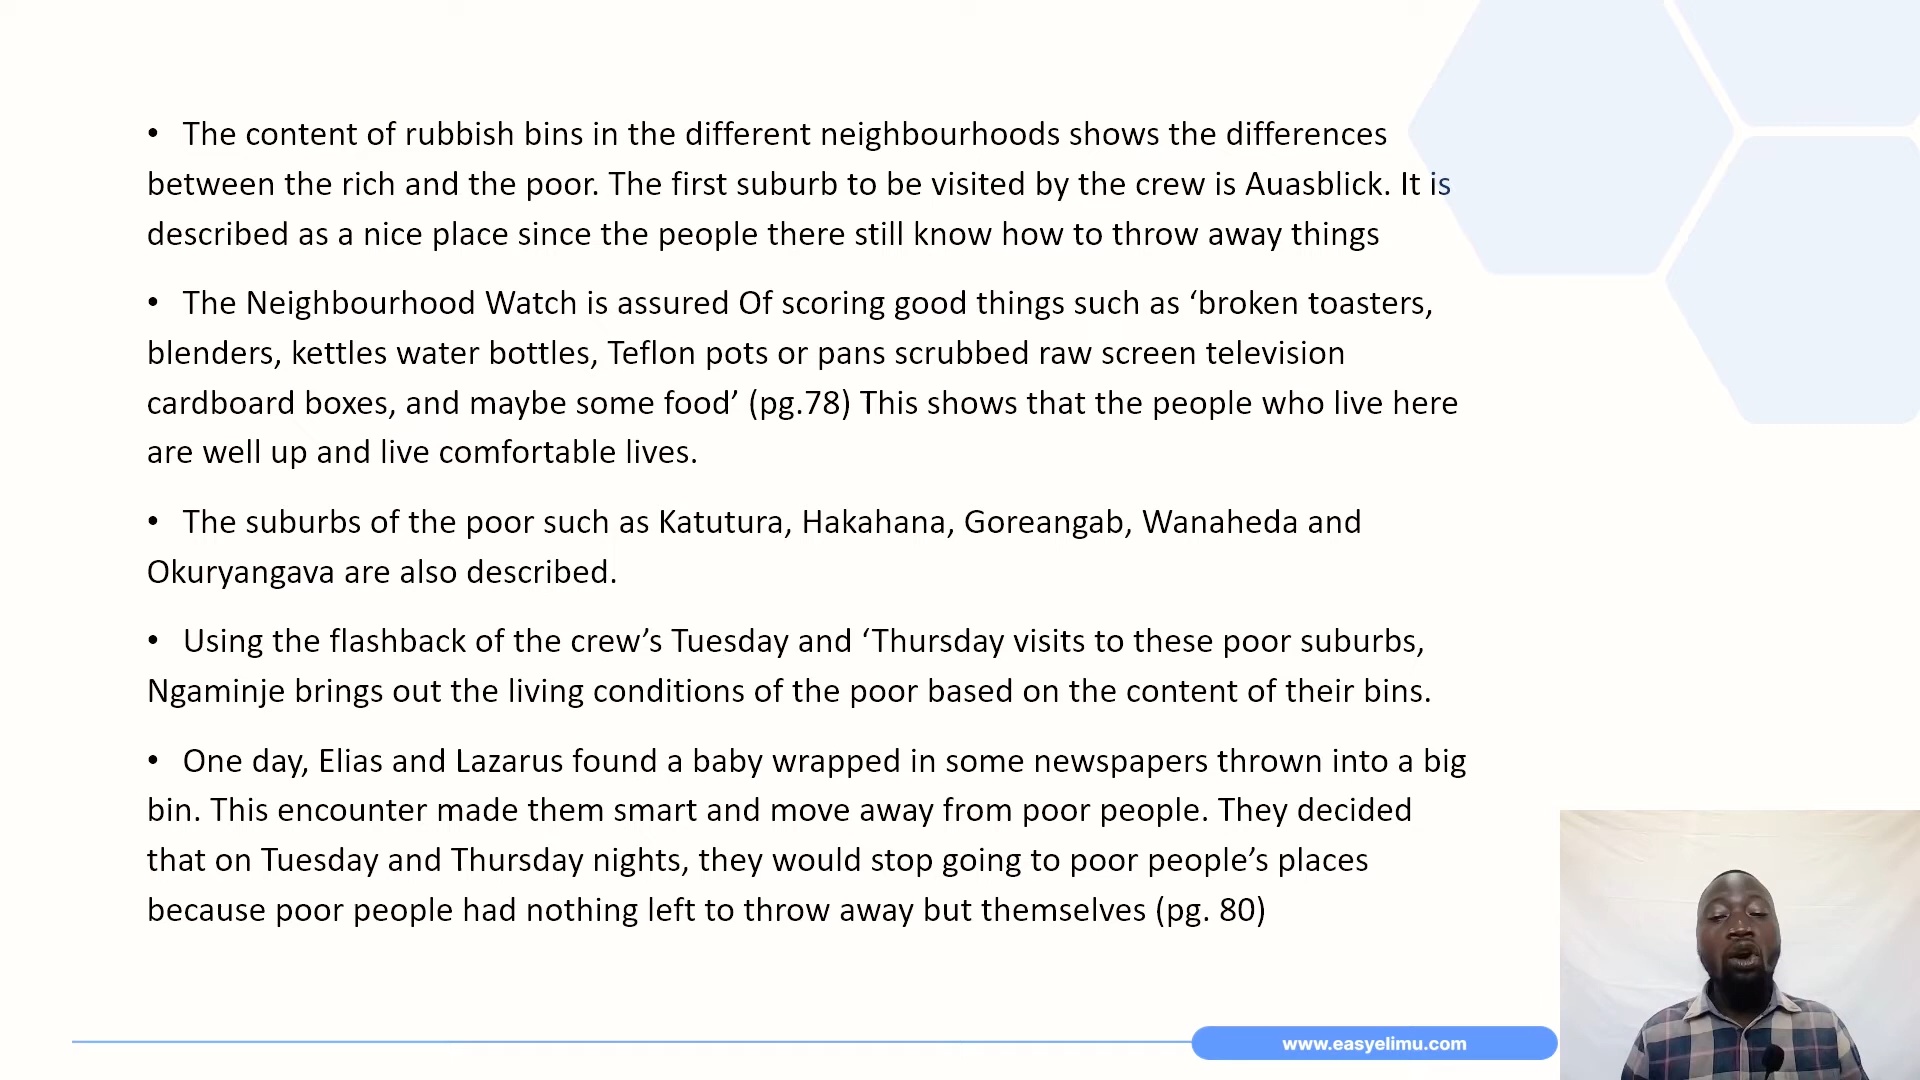 • The content of rubbish bins in the different neighbourhoods shows the differences
between the rich and the poor. The first suburb to be visited by the crew is Auasblick. It is
described as a nice place since the people there still know how to throw away things
• The Neighbourhood Watch is assured Of scoring good things such as ‘broken toasters,
blenders, kettles water bottles, Teflon pots or pans scrubbed raw screen television
cardboard boxes, and maybe some food’ (pg.78) This shows that the people who live here
are well up and live comfortable lives.
• The suburbs of the poor such as Katutura, Hakahana, Goreangab, Wanaheda and
Okuryangava are also described.
• Using the flashback of the crew’s Tuesday and ‘Thursday visits to these poor suburbs,
Ngaminje brings out the living conditions of the poor based on the content of their bins.
• One day, Elias and Lazarus found a baby wrapped in some newspapers thrown into a big
bin. This encounter made them smart and move away from poor people. They decided
that on Tuesday and Thursday nights, they would stop going to poor people’s places
because poor people had nothing left to throw away but themselves (pg. 80)
www.easyelimu.com